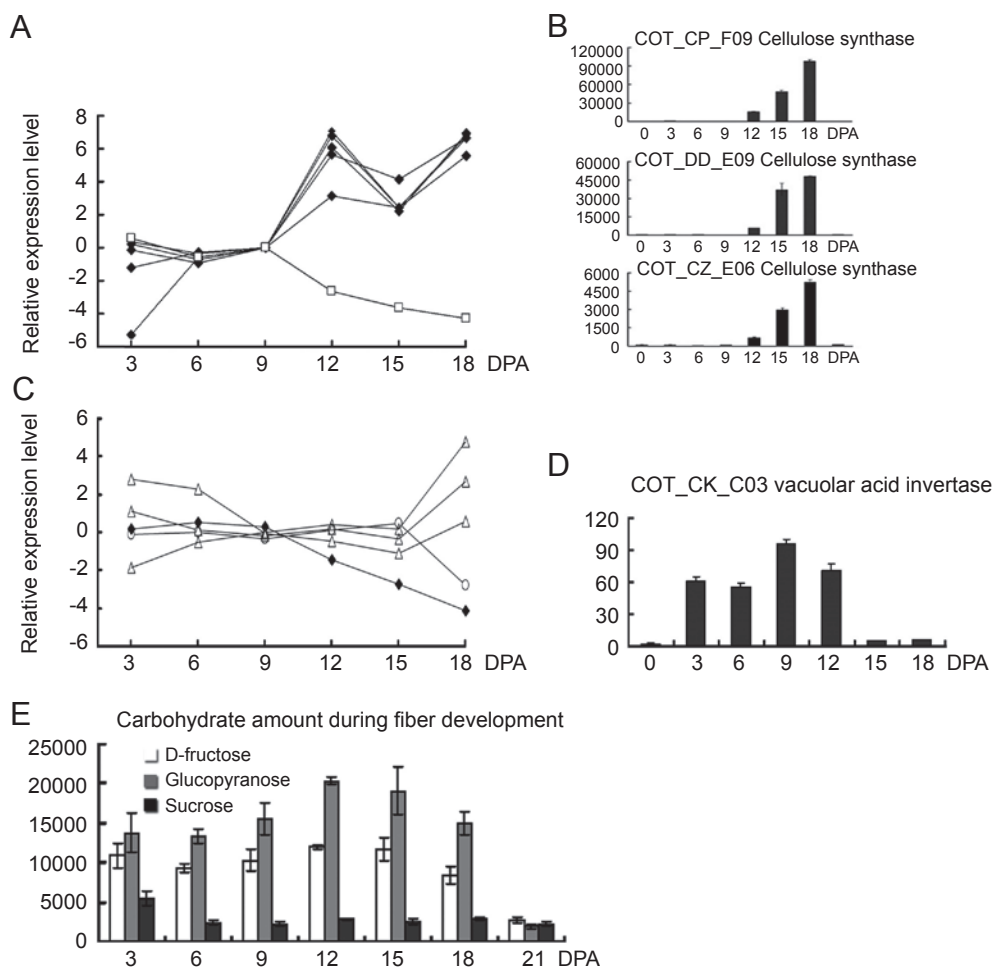 A
Relative expression level
8
6
4
2
0
-2
-4
-6
3 6 9 12 15 18 DPA
B
COT_CP_F09 Cellulose synthase
120000
90000
60000
30000
0
0 3 6 9 12 15 18 DPA
COT_DD_E09 Cellulose synthase
60000
45000
30000
15000
0
0 3 6 9 12 15 18 DPA
COT_CZ_E06 Cellulose synthase
6000
4500
3000
1500
0
0 3 6 9 12 15 18 DPA
C
Relative expression lelvel
6
4
2
0
-2
-4
-6
3 6 9 12 15 18 DPA
D
COT_CK_C03 vacuolar acid invertase
120
90
60
30
0
0 3 6 9 12 15 18 DPA
E
Carbohydrate amount during fiber development
25000
20000
15000
10000
5000
0
D-fructose
Glucopyranose
Sucrose
3 6 9 12 15 18 21 DPA